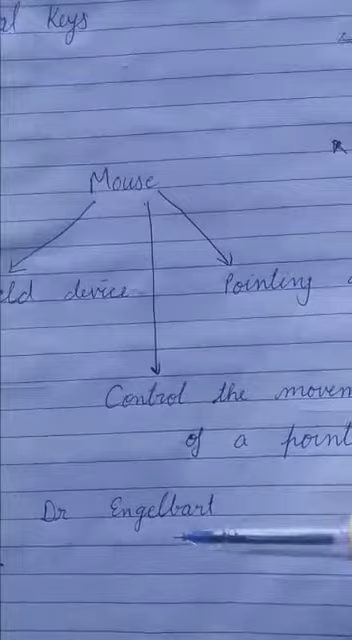 Keys
Mouse
device Pointing
Control the
of a
Dr Engelbart